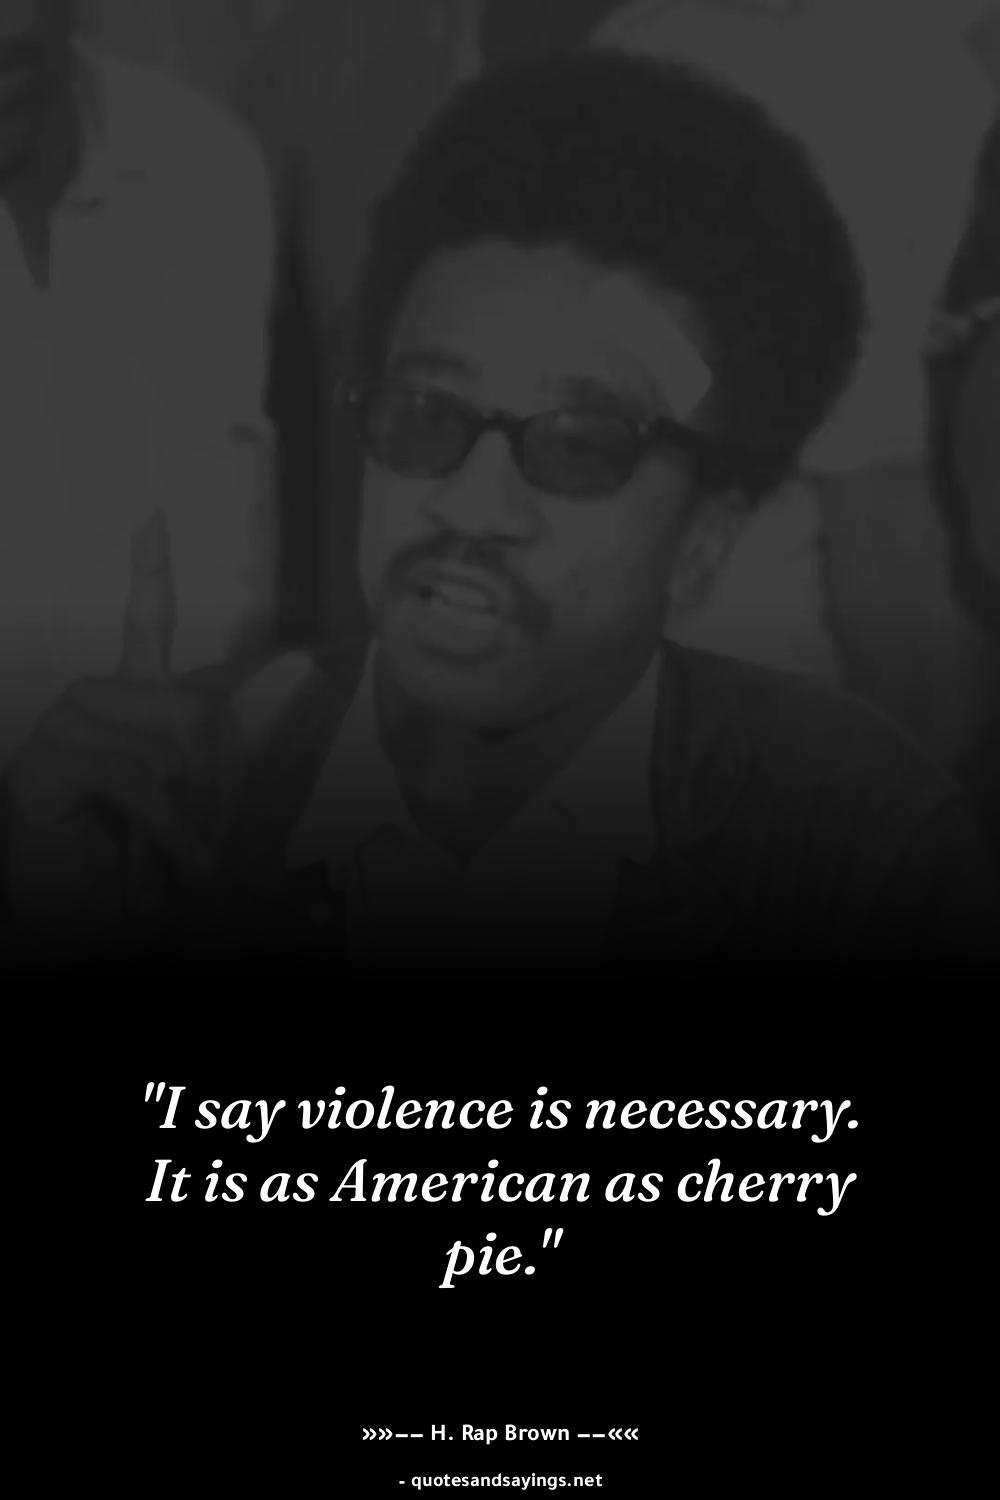 "I say violence is necessary.
It is as American as cherry
pie."
»»−− H. Rap Brown −−««
- quotesandsayings.net